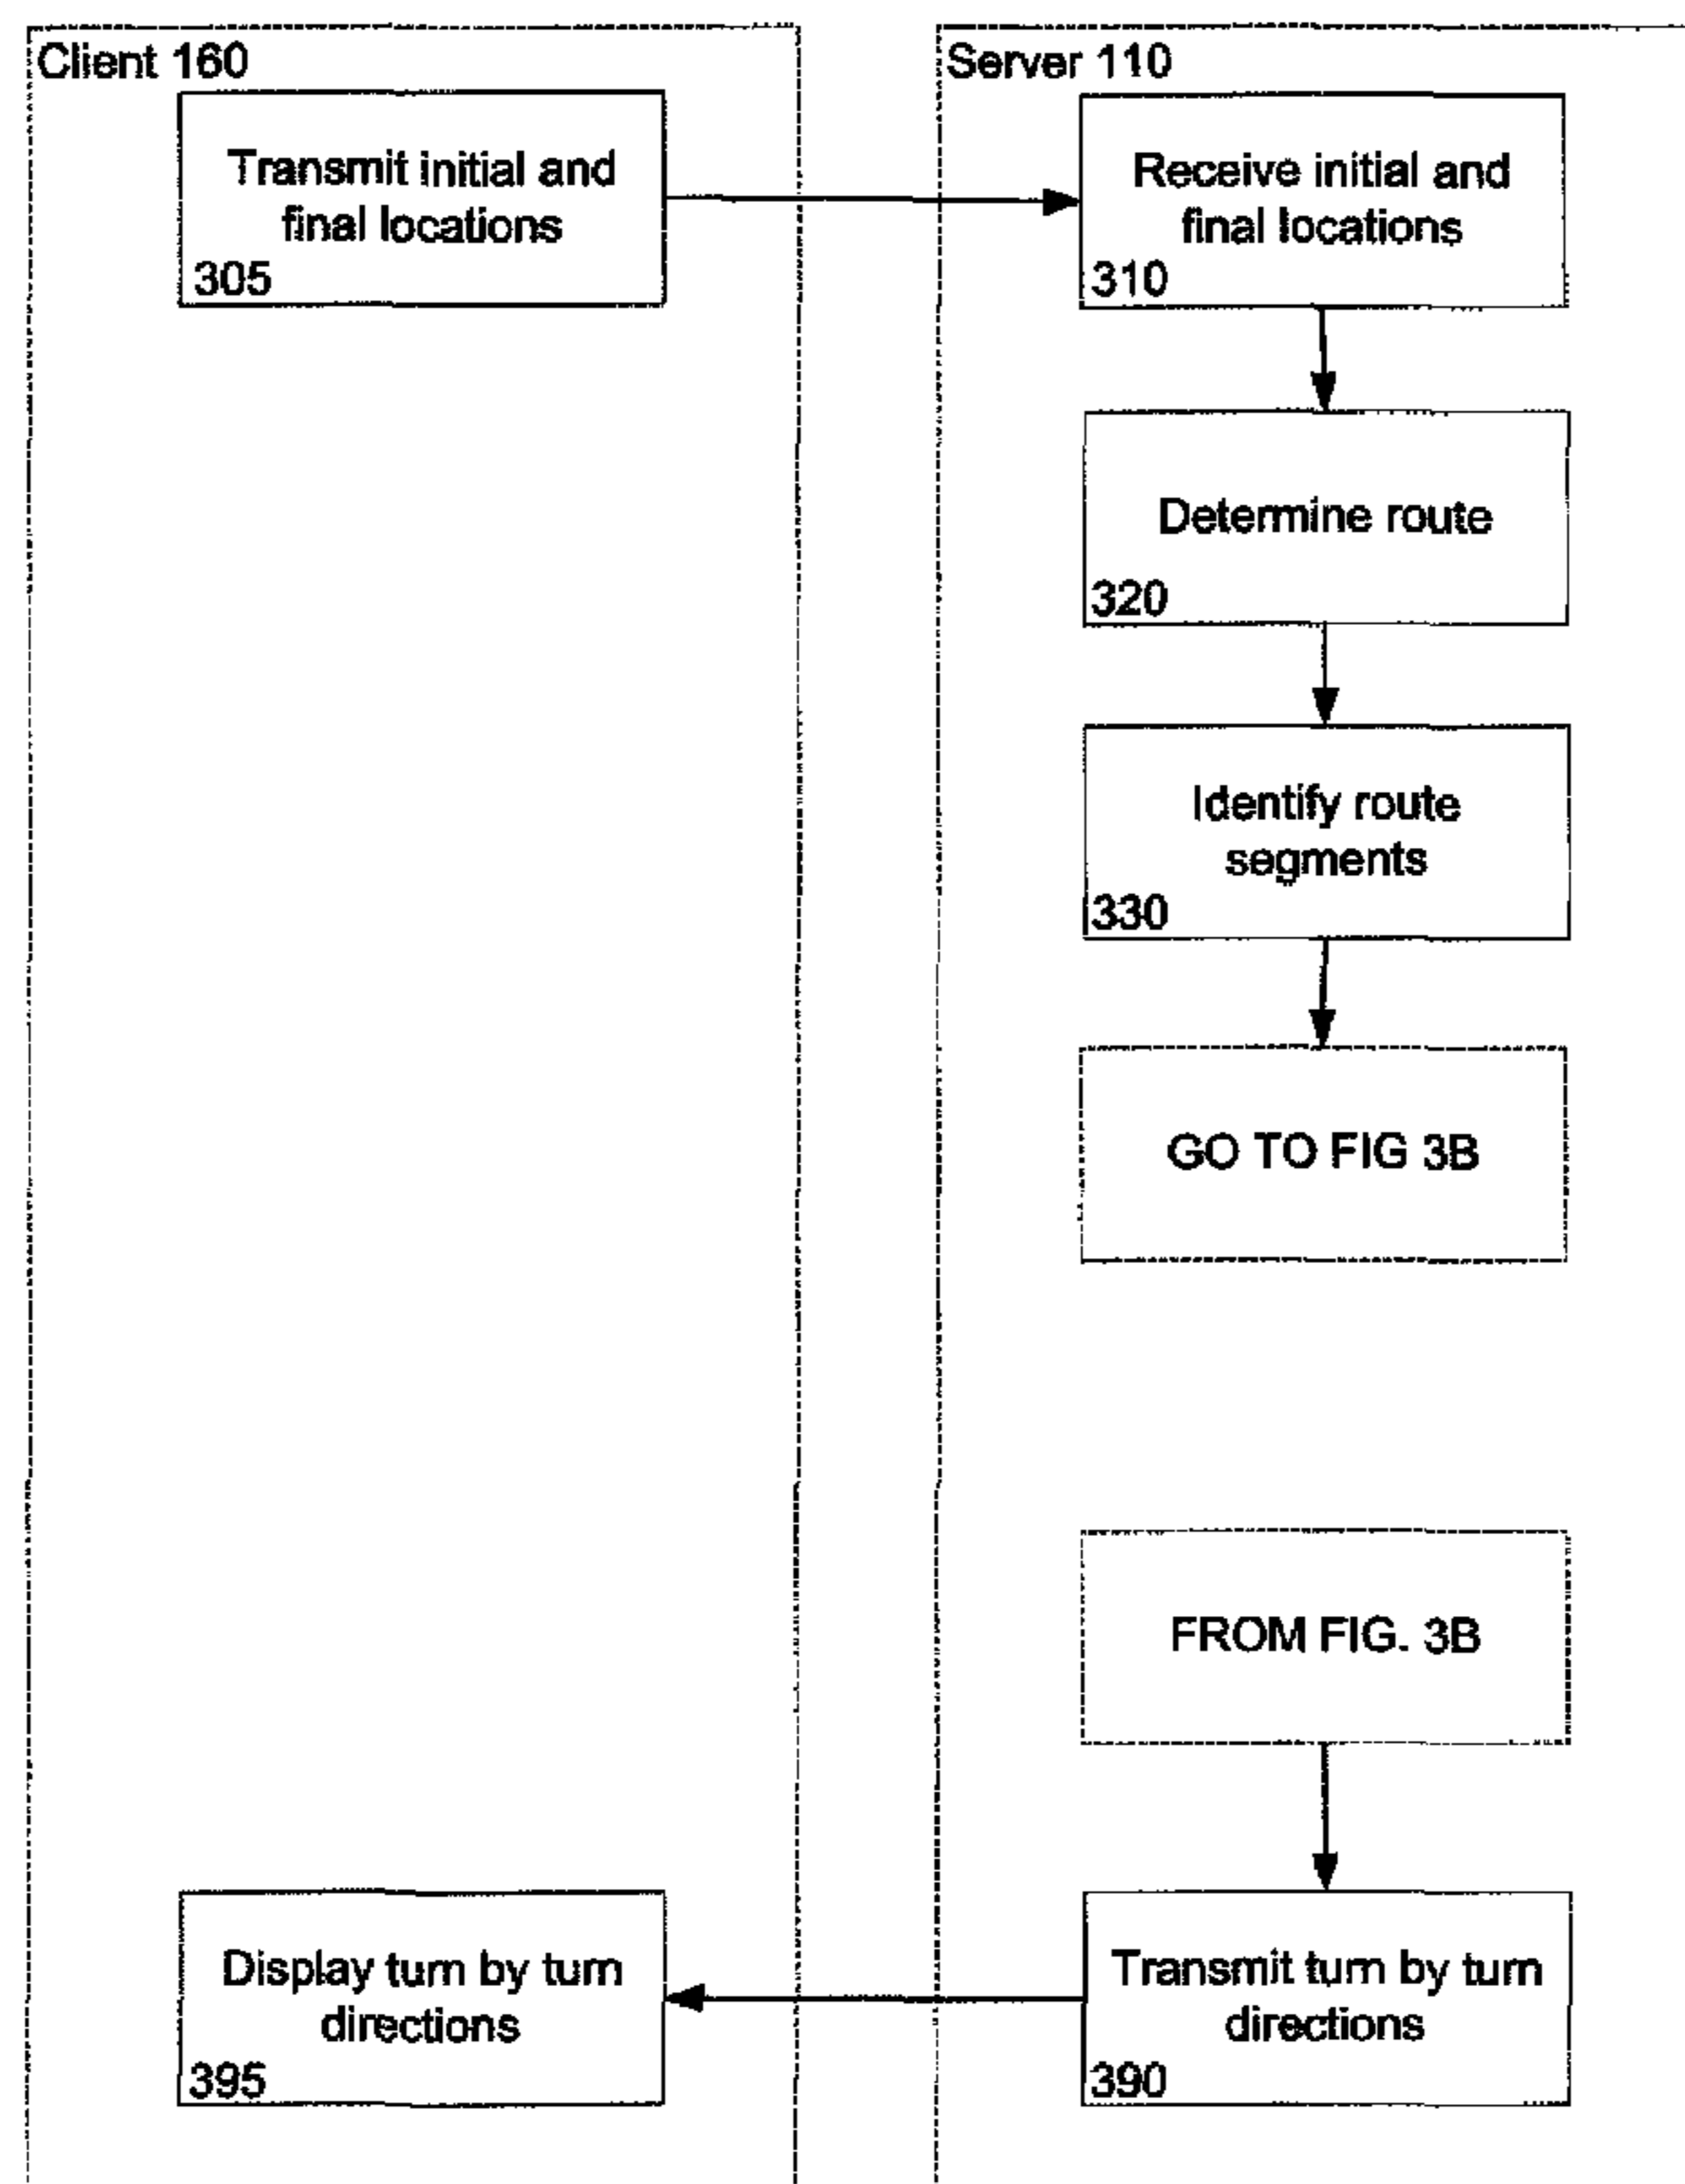 Client 160
Server 110
Transmit initial and
final locations
305
Receive initial and
final locations
310
Determine route
320
Identify route
segments
330
GO TO FIG 3B
FROM FIG. 3B
Display turn by turn
directions
395
Transmit turn by turn
directions
390